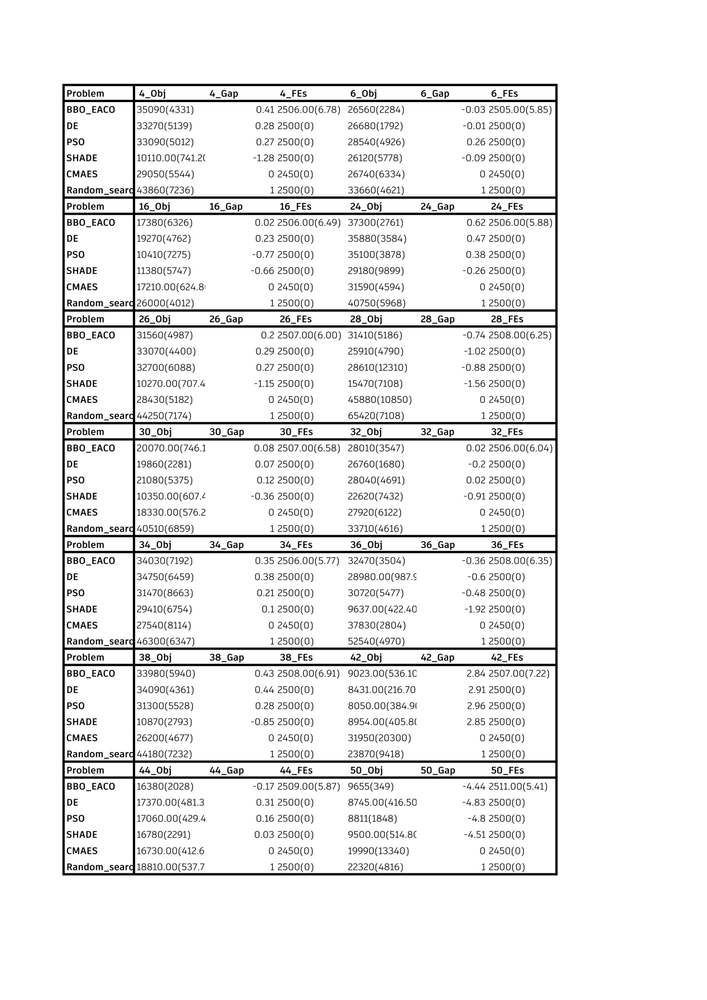 Problem 4_Obj 4_Gap 4_FEs 6_Obj 6_Gap 6_FEs
BBO_EACO 35090(4331) 0.41 2506.00(6.78) 26560(2284) -0.03 2505.00(5.85)
DE 33270(5139) 0.28 2500(0) 26680(1792) -0.01 2500(0)
PSO 33090(5012) 0.27 2500(0) 28540(4926) 0.26 2500(0)
SHADE 10110.00(741.20 -1.28 2500(0) 26120(5778) -0.09 2500(0)
CMAES 29050(5544) 0 2450(0) 26740(6334) 0 2450(0)
Random_searc 43860(7236) 1 2500(0) 33660(4621) 1 2500(0)
Problem 16_Obj 16_Gap 16_FEs 24_Obj 24_Gap 24_FEs
BBO_EACO 17380(6326) 0.02 2506.00(6.49) 37300(2761) 0.62 2506.00(5.88)
DE 19270(4762) 0.23 2500(0) 35880(3584) 0.47 2500(0)
PSO 10410(7275) -0.77 2500(0) 35100(3878) 0.38 2500(0)
SHADE 11380(5747) -0.66 2500(0) 29180(9899) -0.26 2500(0)
CMAES 17210.00(624.80 0 2450(0) 31590(4594) 0 2450(0)
Random_searc 26000(4012) 1 2500(0) 40750(5968) 1 2500(0)
Problem 26_Obj 26_Gap 26_FEs 28_Obj 28_Gap 28_FEs
BBO_EACO 31560(4987) 0.2 2507.00(6.00) 31410(5186) -0.74 2508.00(6.25)
DE 33070(4400) 0.29 2500(0) 25910(4790) -1.02 2500(0)
PSO 32700(6088) 0.27 2500(0) 28610(12310) -0.88 2500(0)
SHADE 10270.00(707.4 -1.15 2500(0) 15470(7108) -1.56 2500(0)
CMAES 28430(5182) 0 2450(0) 45880(10850) 0 2450(0)
Random_searc 44250(7174) 1 2500(0) 65420(7108) 1 2500(0)
Problem 30_Obj 30_Gap 30_FEs 32_Obj 32_Gap 32_FEs
BBO_EACO 20070.00(746.1 0.08 2507.00(6.58) 28010(3547) 0.02 2506.00(6.04)
DE 19860(2281) 0.07 2500(0) 26760(1680) -0.2 2500(0)
PSO 21080(5375) 0.12 2500(0) 28040(4691) 0.02 2500(0)
SHADE 10350.00(607.4 -0.36 2500(0) 22620(7432) -0.91 2500(0)
CMAES 18330.00(576.2 0 2450(0) 27920(6122) 0 2450(0)
Random_searc 40510(6859) 1 2500(0) 33710(4616) 1 2500(0)
Problem 34_Obj 34_Gap 34_FEs 36_Obj 36_Gap 36_FEs
BBO_EACO 34030(7192) 0.35 2506.00(5.77) 32470(3504) -0.36 2508.00(6.35)
DE 34750(6459) 0.38 2500(0) 28980.00(987.9 -0.6 2500(0)
PSO 31470(8663) 0.21 2500(0) 30720(5477) -0.48 2500(0)
SHADE 29410(6754) 0.1 2500(0) 9637.00(422.40 -1.92 2500(0)
CMAES 27540(8114) 0 2450(0) 37830(2804) 0 2450(0)
Random_searc 46300(6347) 1 2500(0) 52540(4970) 1 2500(0)
Problem 38_Obj 38_Gap 38_FEs 42_Obj 42_Gap 42_FEs
BBO_EACO 33980(5940) 0.43 2508.00(6.91) 9023.00(536.10 2.84 2507.00(7.22)
DE 34090(4361) 0.44 2500(0) 8431.00(216.70 2.91 2500(0)
PSO 31300(5528) 0.28 2500(0) 8050.00(384.90 2.96 2500(0)
SHADE 10870(2793) -0.85 2500(0) 8954.00(405.80 2.85 2500(0)
CMAES 26200(4677) 0 2450(0) 31950(20300) 0 2450(0)
Random_searc 44180(7232) 1 2500(0) 23870(9418) 1 2500(0)
Problem 44_Obj 44_Gap 44_FEs 50_Obj 50_Gap 50_FEs
BBO_EACO 16380(2028) -0.17 2509.00(5.87) 9655(349) -4.44 2511.00(5.41)
DE 17370.00(481.3 0.31 2500(0) 8745.00(416.50 -4.83 2500(0)
PSO 17060.00(429.4 0.16 2500(0) 8811(1848) -4.8 2500(0)
SHADE 16780(2291) 0.03 2500(0) 9500.00(514.80 -4.51 2500(0)
CMAES 16730.00(412.6 0 2450(0) 19990(13340) 0 2450(0)
Random_searc 18810.00(537.7 1 2500(0) 22320(4816) 1 2500(0)